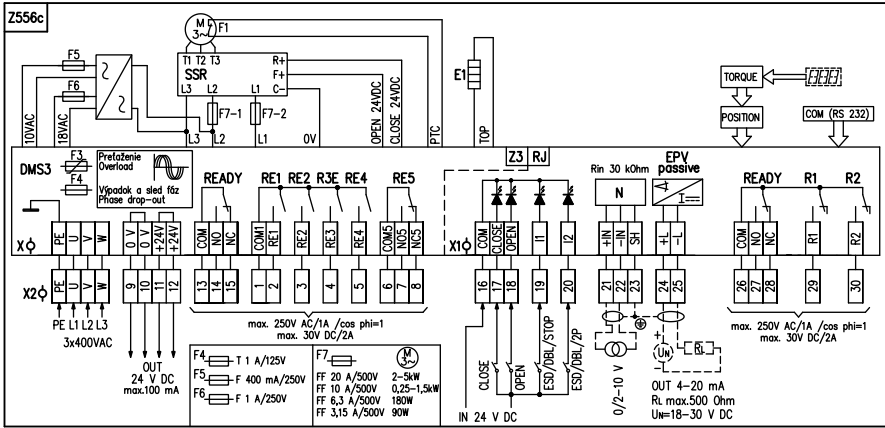 Z556c
M
3~
F1
F5
F6
T1 T2 T3
SSR
R+
F+
C-
L3 L2 L1
F7-1
F7-2
E1
10VAC
18VAC
L3
L2
L1
0V
OPEN 24VDC
CLOSE 24VDC
PTC
TOP
TORQUE
POSITION
COM (RS 232)
DMS3
F3
F4
Preťaženie
Overload
Výpadok a sled fáz
Phase drop-out
READY
RE1 RE2 R3E RE4
RE5
Z3 RJ
Rin 30 kOhm
N
EPV
passive
READY
R1
R2
X
PE U V W
0 V
0 V
+24V
+24V
COM NO NC
COM1 RE1 RE2 RE3 RE4
COM5 NO5 NC5
X1
COM CLOSE OPEN
I1 I2
+IN -IN SH
+L -L
COM NO NC
R1 R2
X2
PE U V W
9 10 11 12
13 14 15
1 2 3 4 5
6 7 8
16 17 18 19 20
21 22 23
24 25
26 27 28 29 30
PE L1 L2 L3
3x400VAC
OUT
24 V DC
max.100 mA
max. 250V AC/1A /cos phi=1
max. 30V DC/2A
F4 T 1 A/125V
F5 F 400 mA/250V
F6 F 1 A/250V
F7
M
3~
FF 20 A/500V 2-5kW
FF 10 A/500V 0,25-1,5kW
FF 6,3 A/500V 180W
FF 3,15 A/500V 90W
CLOSE
OPEN
ESD/DBL/STOP
ESD/DBL/2P
IN 24 V DC
0/2-10 V
+
UN
-
RL
OUT 4-20 mA
RL max.500 Ohm
UN=18-30 V DC
max. 250V AC/1A /cos phi=1
max. 30V DC/2A